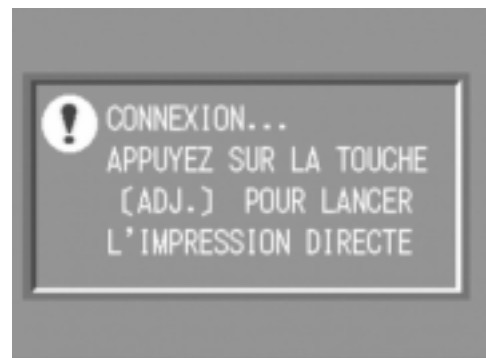 CONNEXION...
APPUYEZ SUR LA TOUCHE
[ADJ.] POUR LANCER
L'IMPRESSION DIRECTE